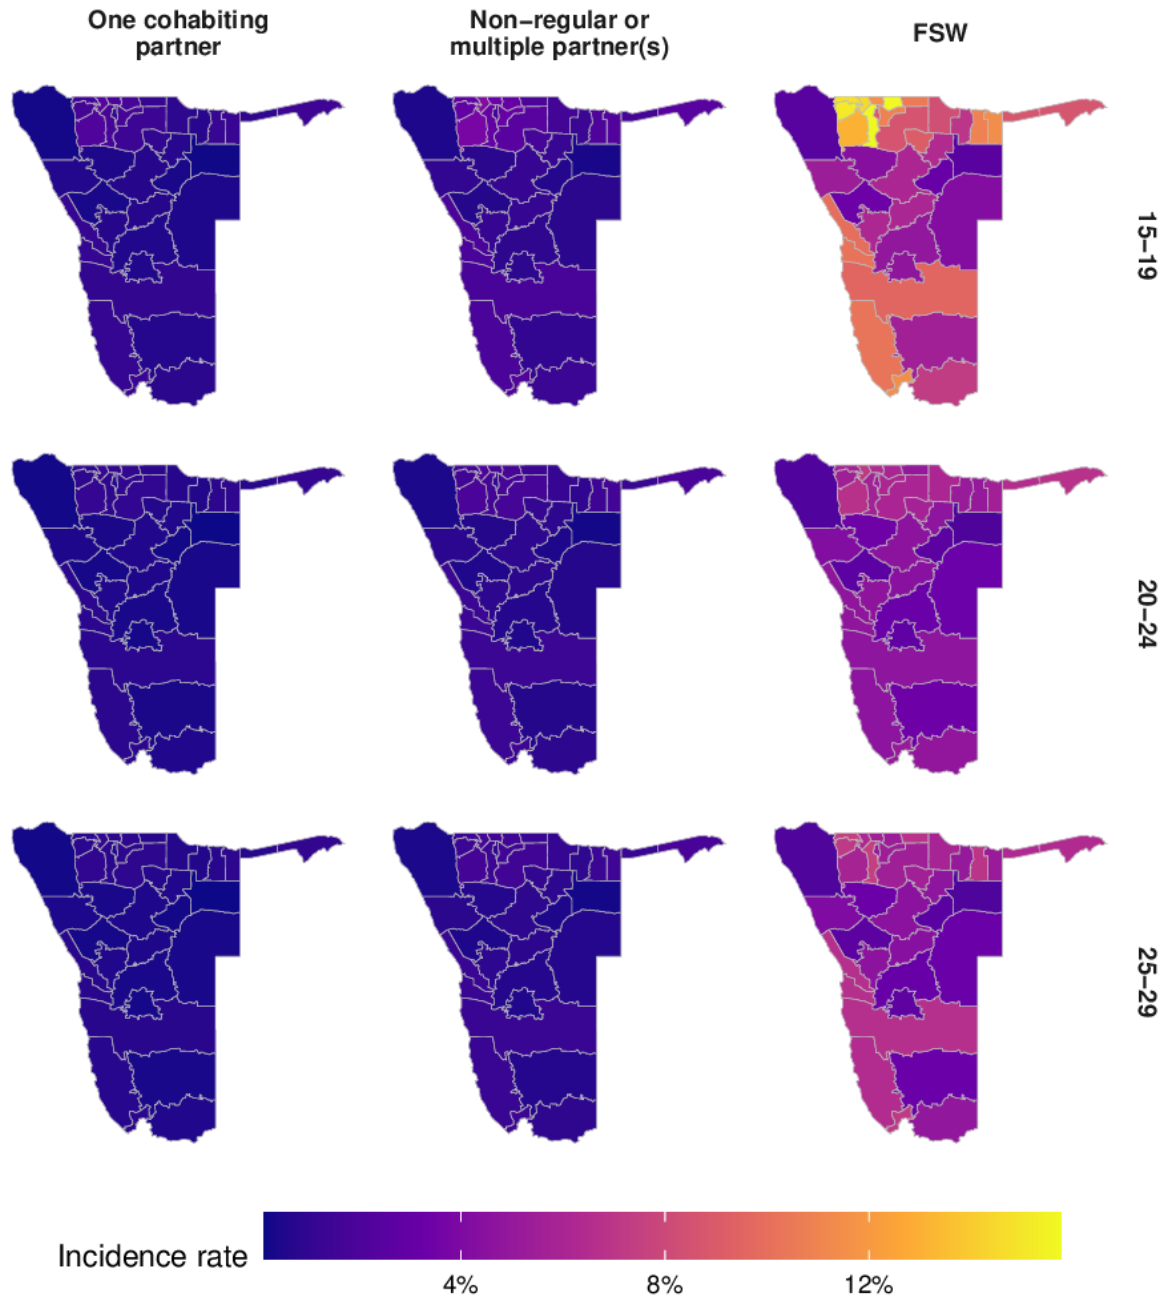 One cohabiting
partner
Non−regular or
multiple partner(s)
FSW
15−19
20−24
25−29
Incidence rate
4%
8%
12%